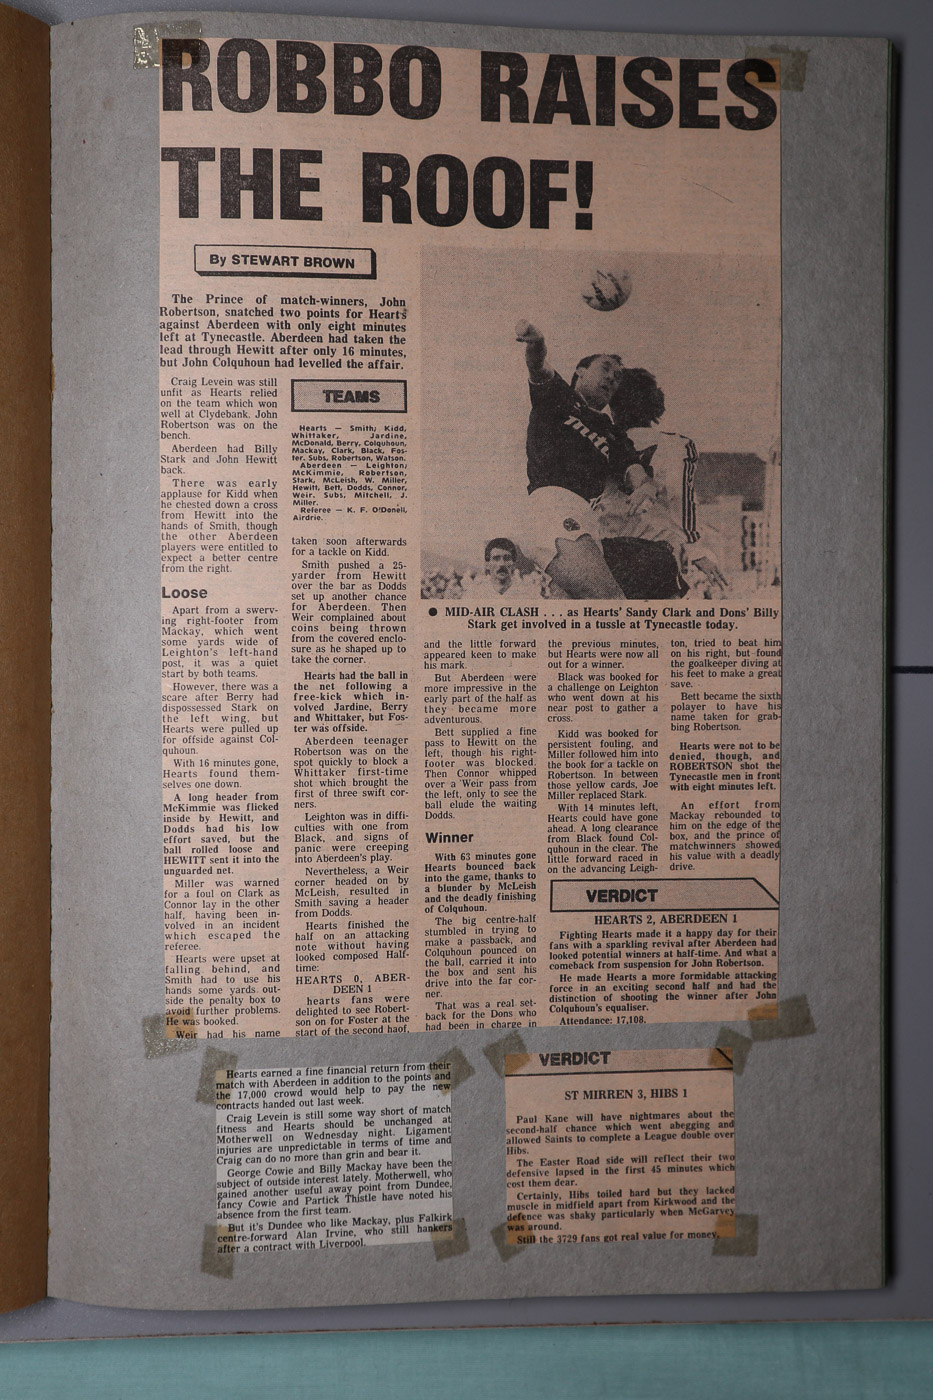 ROBBO RAISES
THE ROOF!
By STEWART BROWN
The Prince of match-winners, John
Robertson, snatched two points for Hearts
against Aberdeen with only eight minutes
left at Tynecastle. Aberdeen had taken the
lead through Hewitt after only 16 minutes,
but John Colquhoun had levelled the affair.
Craig Levein was still
unfit as Hearts relied
on the team which won
well at Clydebank. John
Robertson was on the
bench.
Aberdeen had Billy
Stark and John Hewitt
back.
There was early
applause for Kidd when
he chested down a cross
from Hewitt into the
hands of Smith, though
the other Aberdeen
players were entitled to
expect a better centre
from the right.
Loose
Apart from a swerv-
ing right-footer from
Mackay, which went
some yards wide of
Leighton's left-hand
post, it was a quiet
start by both teams.
However, there was a
scare after Berry had
dispossessed Stark on
the left wing, but
Hearts were pulled up
for offside against Col-
quhoun.
With 16 minutes gone,
Hearts found them-
selves one down.
A long header from
McKimmie was flicked
inside by Hewitt, and
Dodds had his low
effort saved, but the
ball rolled loose and
HEWITT sent it into the
unguarded net.
Miller was warned
for a foul on Clark as
Connor lay in the other
half, having been in-
volved in an incident
which escaped the
referee.
Hearts were upset at
falling behind, and
Smith had to use his
hands some yards out-
side the penalty box to
avoid further problems.
He was booked.
Weir had his name
TEAMS
Hearts — Smith; Kidd,
Whittaker, Jardine,
McDonald, Berry, Colquhoun,
Mackay, Clark, Black, Fos-
ter. Subs, Robertson, Watson.
Aberdeen — Leighton;
McKimmie, Robertson,
Stark, McLeish, W. Miller,
Hewitt, Bett, Dodds, Connor,
Weir. Subs, Mitchell, J.
Miller.
Referee — K. F. O'Donell,
Airdrie.
taken soon afterwards
for a tackle on Kidd.
Smith pushed a 25-
yarder from Hewitt
over the bar as Dodds
set up another chance
for Aberdeen. Then
Weir complained about
coins being thrown
from the covered enclo-
sure as he shaped up to
take the corner.
Hearts had the ball in
the net following a
free-kick which in-
volved Jardine, Berry
and Whittaker, but Fos-
ter was offside.
Aberdeen teenager
Robertson was on the
spot quickly to block a
Whittaker first-time
shot which brought the
first of three swift cor-
ners.
Leighton was in diffi-
culties with one from
Black, and signs of
panic were creeping
into Aberdeen's play.
Nevertheless, a Weir
corner headed on by
McLeish, resulted in
Smith saving a header
from Dodds.
Hearts finished the
half on an attacking
note without having
looked composed Half-
time:
HEARTS 0, ABER-
DEEN 1
hearts fans were
delighted to see Robert-
son on for Foster at the
start of the second haof,
● MID-AIR CLASH . . . as Hearts' Sandy Clark and Dons' Billy
Stark get involved in a tussle at Tynecastle today.
and the little forward
appeared keen to make
his mark.
But Aberdeen were
more impressive in the
early part of the half as
they became more
adventurous.
Bett supplied a fine
pass to Hewitt on the
left, though his right-
footer was blocked.
Then Connor whipped
over a Weir pass from
the left, only to see the
ball elude the waiting
Dodds.
Winner
With 63 minutes gone
Hearts bounced back
into the game, thanks to
a blunder by McLeish
and the deadly finishing
of Colquhoun.
The big centre-half
stumbled in trying to
make a passback, and
Colquhoun pounced on
the ball, carried it into
the box and sent his
drive into the far cor-
ner.
That was a real set-
back for the Dons who
had been in charge in
the previous minutes,
but Hearts were now all
out for a winner.
Black was booked for
a challenge on Leighton
who went down at his
near post to gather a
cross.
Kidd was booked for
persistent fouling, and
Miller followed him into
the book for a tackle on
Robertson. In between
those yellow cards, Joe
Miller replaced Stark.
With 14 minutes left,
Hearts could have gone
ahead. A long clearance
from Black found Col-
quhoun in the clear. The
little forward raced in
on the advancing Leigh-
ton, tried to beat him
on his right, but found
the goalkeeper diving at
his feet to make a great
save.
Bett became the sixth
player to have his
name taken for grab-
bing Robertson.
Hearts were not to be
denied, though, and
ROBERTSON shot the
Tynecastle men in front
with eight minutes left.
An effort from
Mackay rebounded to
him on the edge of the
box, and the prince of
matchwinners showed
his value with a deadly
drive.
VERDICT
HEARTS 2, ABERDEEN 1
Fighting Hearts made it a happy day for their
fans with a sparkling revival after Aberdeen had
looked potential winners at half-time. And what a
comeback from suspension for John Robertson.
He made Hearts a more formidable attacking
force in an exciting second half and had the
distinction of shooting the winner after John
Colquhoun's equaliser.
Attendance: 17,108.
Hearts earned a fine financial return from their
match with Aberdeen in addition to the points and
the 17,000 crowd would help to pay the new
contracts handed out last week.
Craig Levein is still some way short of match
fitness and Hearts should be unchanged at
Motherwell on Wednesday night. Ligament
injuries are unpredictable in terms of time and
Craig can do no more than grin and bear it.
George Cowie and Billy Mackay have been the
subject of outside interest lately. Motherwell, who
gained another useful away point from Dundee,
fancy Cowie and Partick Thistle have noted his
absence from the first team.
But it's Dundee who like Mackay, plus Falkirk
centre-forward Alan Irvine, who still hankers
after a contract with Liverpool.
VERDICT
ST MIRREN 3, HIBS 1
Paul Kane will have nightmares about the
second-half chance which went abegging and
allowed Saints to complete a League double over
Hibs.
The Easter Road side will reflect their two
defensive lapsed in the first 45 minutes which
cost them dear.
Certainly, Hibs toiled hard but they lacked
muscle in midfield apart from Kirkwood and the
defence was shaky particularly when McGarvey
was around.
Still the 3729 fans got real value for money.